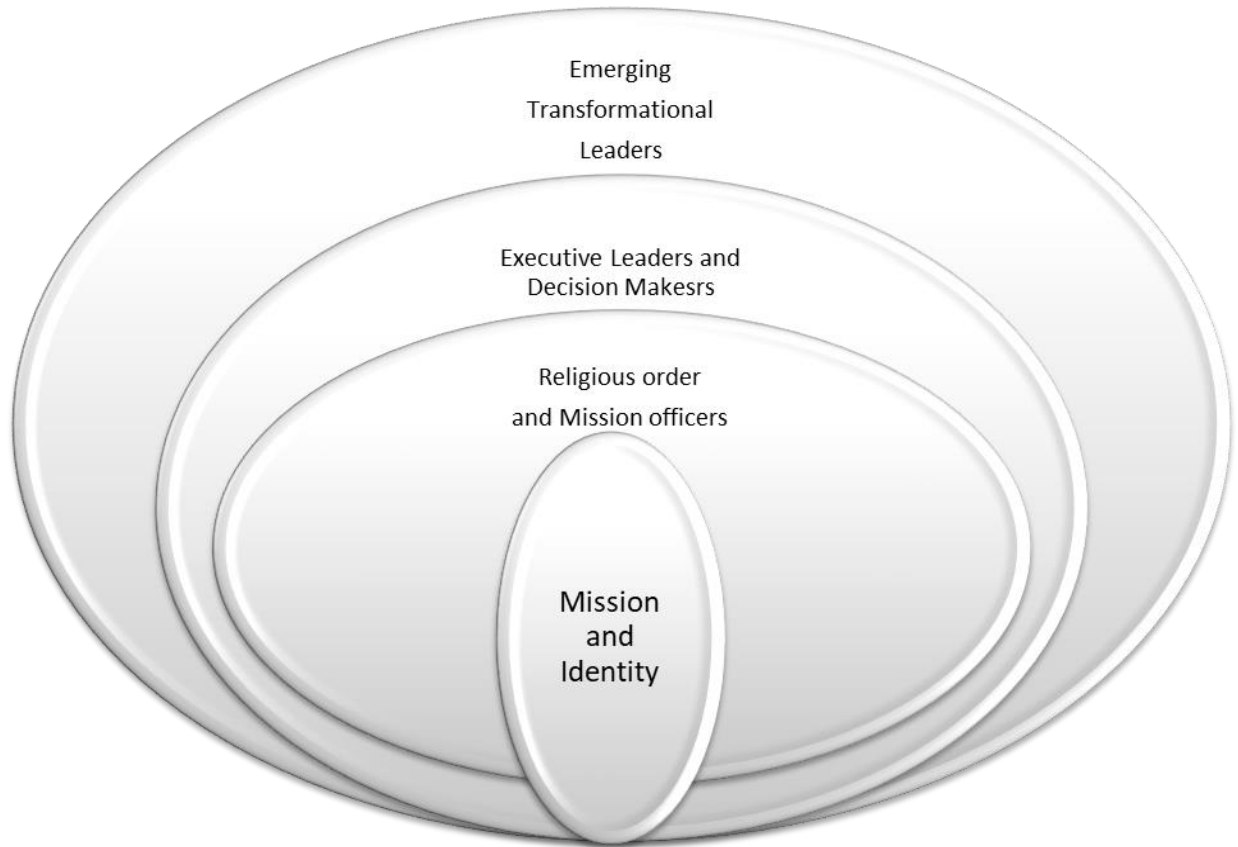 Emerging
Transformational
Leaders
Executive Leaders and
Decision Makesrs
Religious order
and Mission officers
Mission
and
Identity